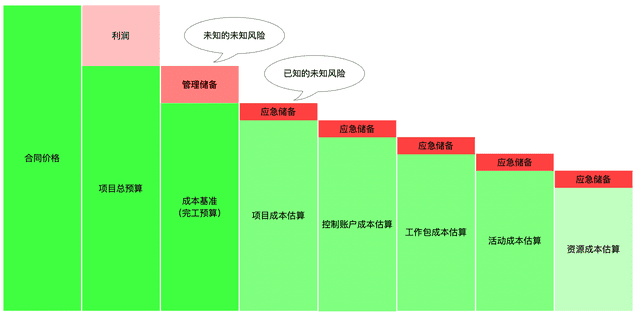 利润
未知的未知风险
已知的未知风险
管理储备
应急储备
应急储备
应急储备
应急储备
应急储备
合同价格
项目总预算
成本基准
（完工预算）
项目成本估算
控制账户成本估算
工作包成本估算
活动成本估算
资源成本估算